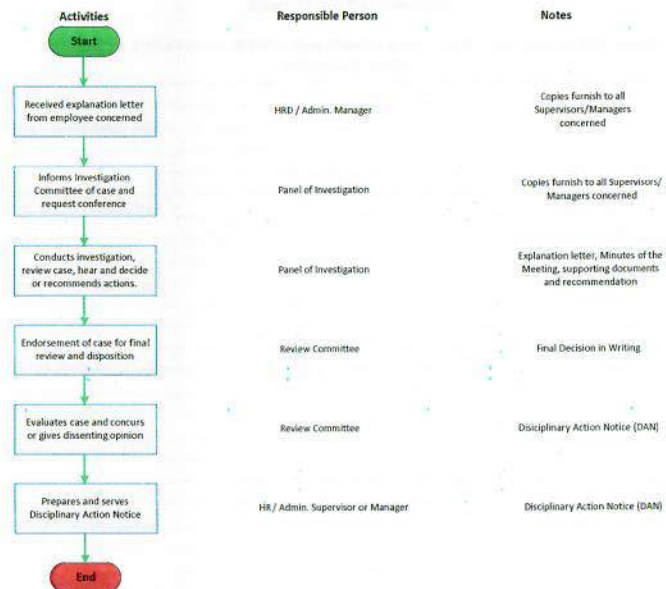 Activities
Responsible Person
Notes
Start
Received explanation letter
from employee concerned
HRD / Admin. Manager
Copies furnish to all
Supervisors/Managers
concerned
Informs Investigation
Committee of case and
request conference
Panel of Investigation
Copies furnish to all Supervisors/
Managers concerned
Conducts investigation,
review case, hear and decide
or recommends actions.
Panel of Investigation
Explanation letter, Minutes of the
Meeting, supporting documents
and recommendation
Endorsement of case for final
review and disposition
Review Committee
Final Decision in Writing
Evaluates case and concurs
or gives dissenting opinion
Review Committee
Disiciplinary Action Notice (DAN)
Prepares and serves
Disciplinary Action Notice
HR / Admin. Supervisor or Manager
Disciplinary Action Notice (DAN)
End